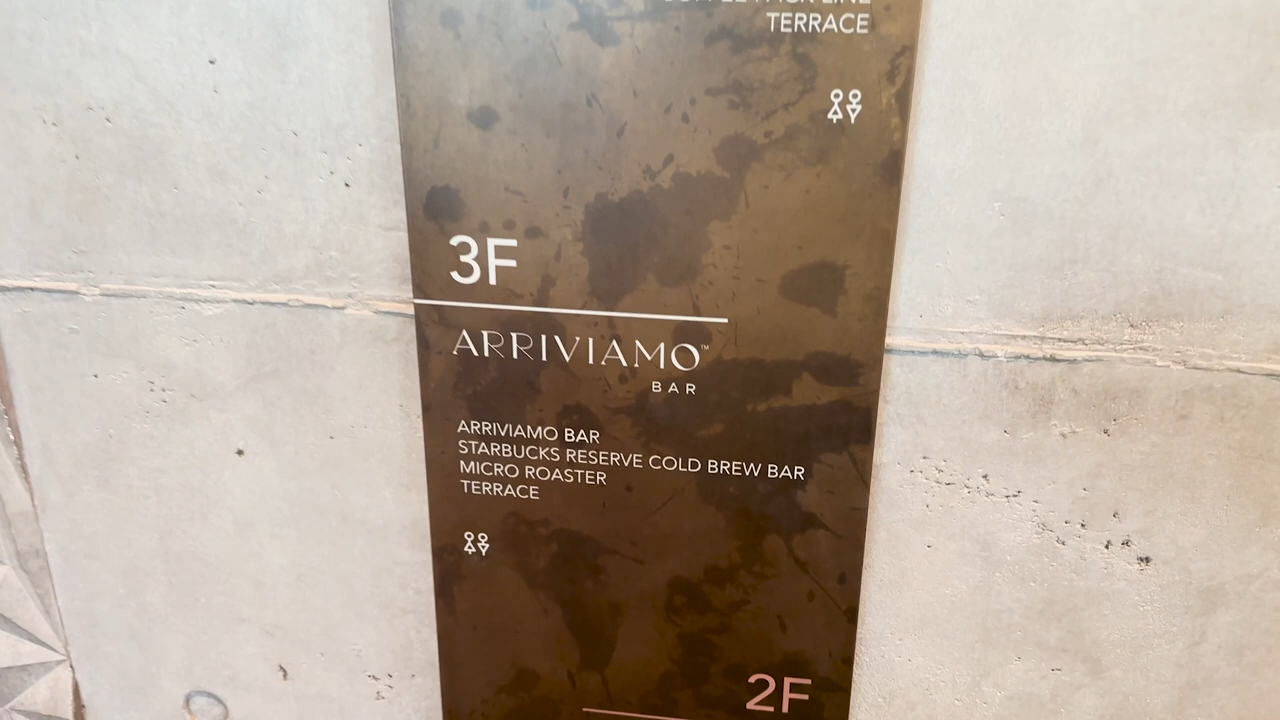 TERRACE
3F
ARRIVIAMO™
BAR
ARRIVIAMO BAR
STARBUCKS RESERVE COLD BREW BAR
MICRO ROASTER
TERRACE
2F